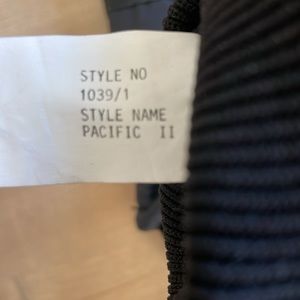 STYLE NO
1039/1
STYLE NAME
PACIFIC II